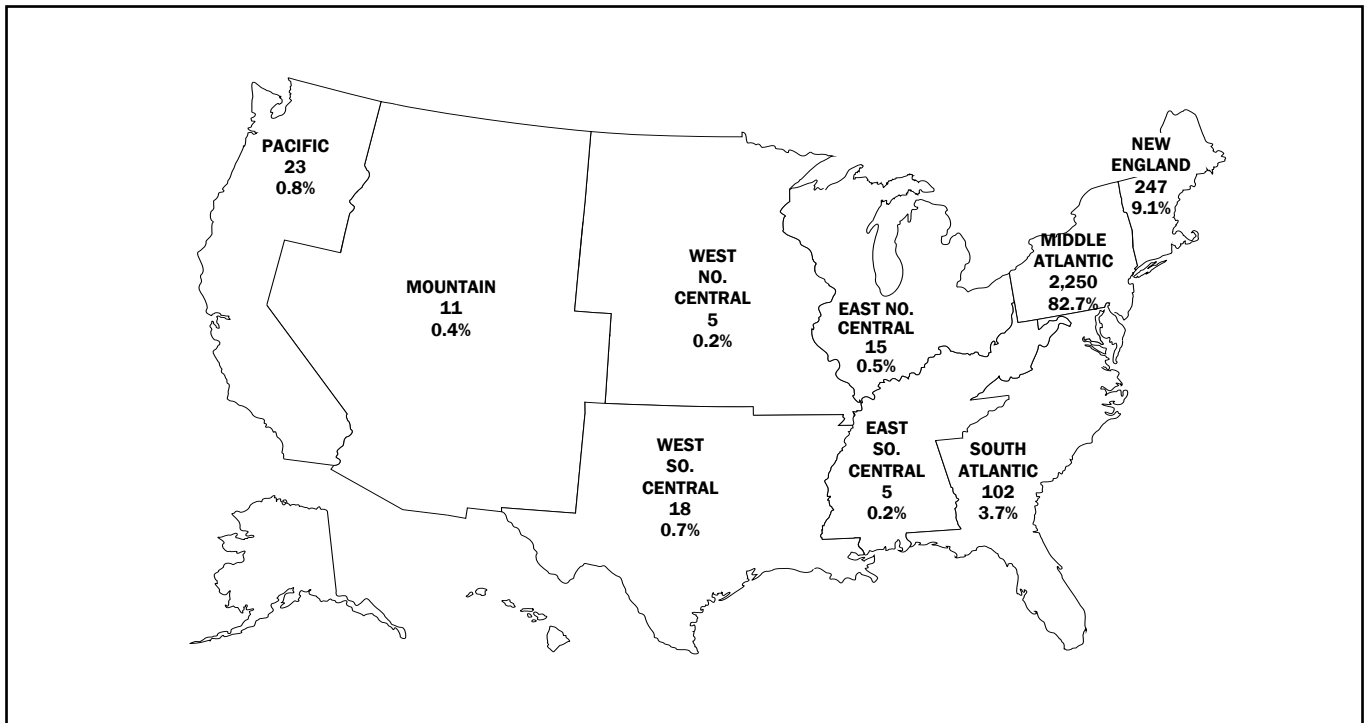 PACIFIC
23
0.8%
MOUNTAIN
11
0.4%
WEST
NO.
CENTRAL
5
0.2%
EAST NO.
CENTRAL
15
0.5%
NEW
ENGLAND
247
9.1%
MIDDLE
ATLANTIC
2,250
82.7%
WEST
SO.
CENTRAL
18
0.7%
EAST
SO.
CENTRAL
5
0.2%
SOUTH
ATLANTIC
102
3.7%